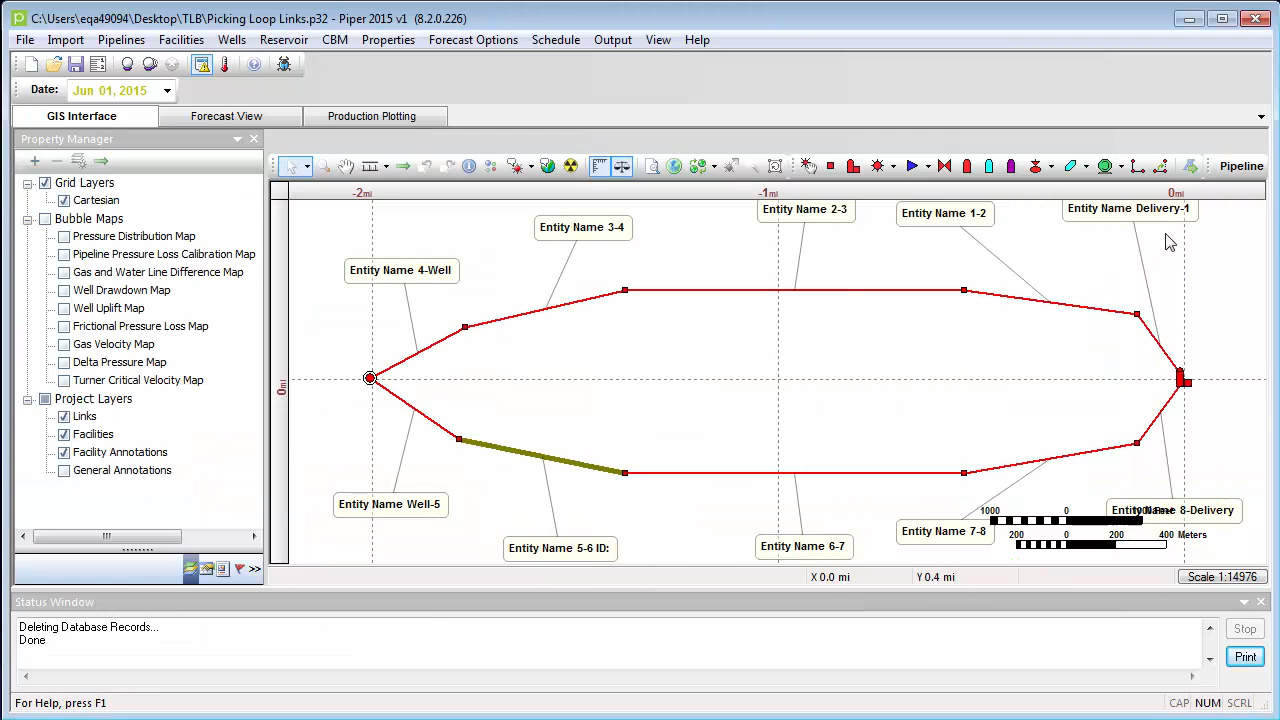 C:\Users\eqa49094\Desktop\TLB\Picking Loop Links.p32 - Piper 2015 v1 (8.2.0.226)
File Import Pipelines Facilities Wells Reservoir CBM Properties Forecast Options Schedule Output View Help
Date: Jun 01, 2015
GIS Interface Forecast View Production Plotting
Property Manager
Pipeline
Grid Layers
Cartesian
Bubble Maps
Pressure Distribution Map
Pipeline Pressure Loss Calibration Map
Gas and Water Line Difference Map
Well Drawdown Map
Well Uplift Map
Frictional Pressure Loss Map
Gas Velocity Map
Delta Pressure Map
Turner Critical Velocity Map
Project Layers
Links
Facilities
Facility Annotations
General Annotations
>>
-2mi -1mi 0mi
0mi
Entity Name Delivery-1
Entity Name 2-3
Entity Name 1-2
Entity Name 3-4
Entity Name 4-Well
Entity Name Well-5
Entity Name 5-6 ID:
Entity Name 6-7
Entity Name 7-8
Entity Name 8-Delivery
1000 0 1000 Feet
200 0 200 400 Meters
X 0.0 mi Y 0.4 mi Scale 1:14976
Status Window
Deleting Database Records...
Done
Stop
Print
For Help, press F1 CAP NUM SCRL